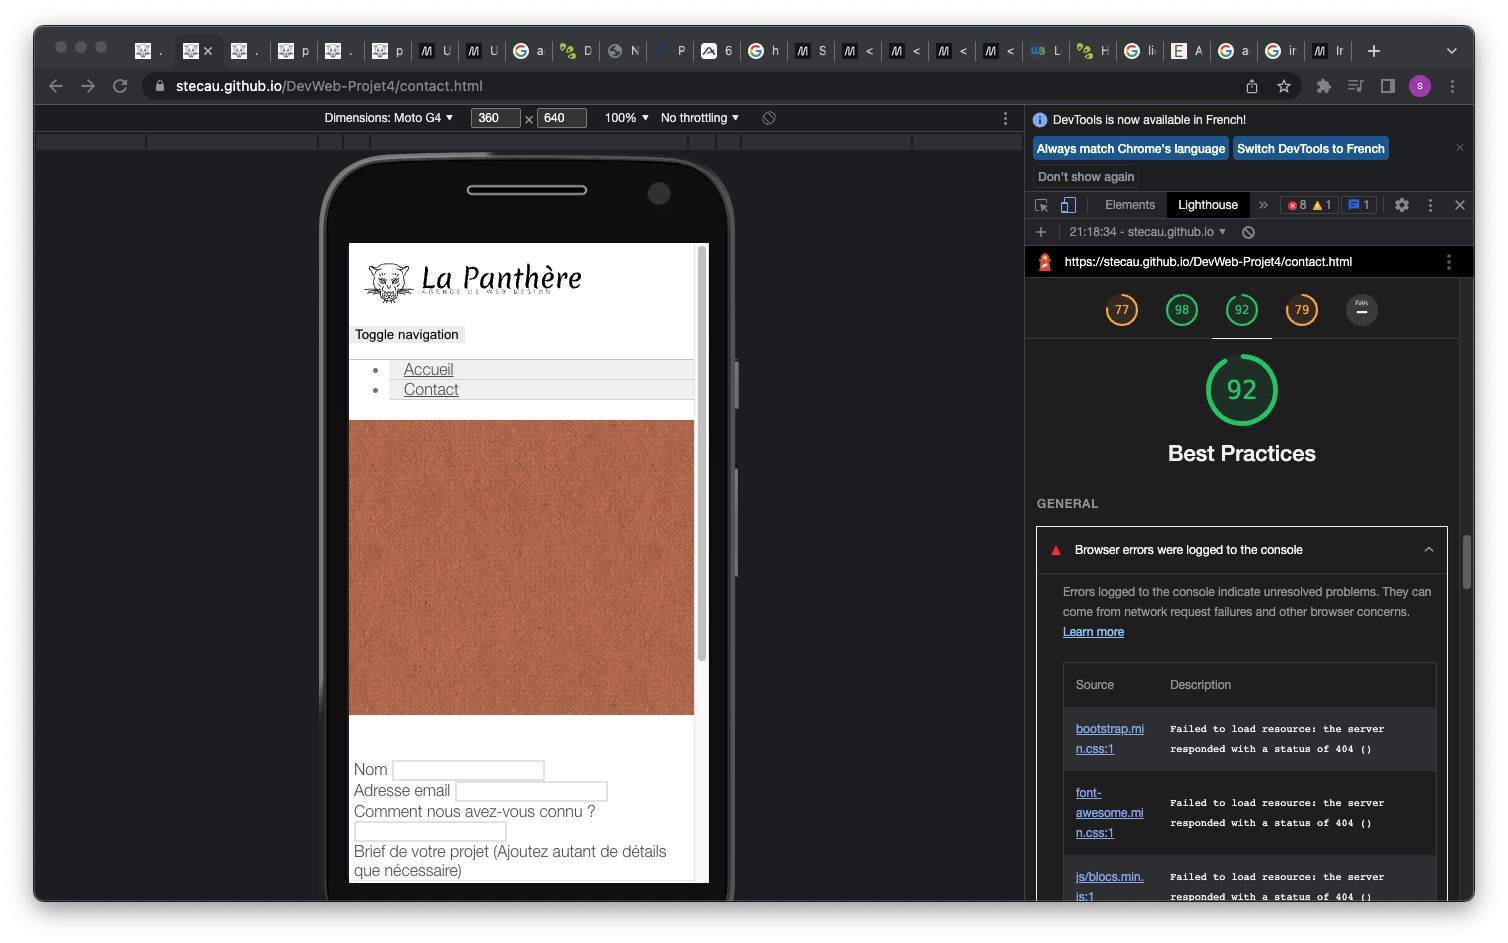 . . p . p U U a D N P 6 h S < < < < L H li A a ir Ir
stecau.github.io/DevWeb-Projet4/contact.html
S
Dimensions: Moto G4 ▼ 360 × 640 100% ▼ No throttling ▼
DevTools is now available in French!
Always match Chrome's language Switch DevTools to French
Don't show again
Elements Lighthouse » 8 1 1
21:18:34 - stecau.github.io ▼
https://stecau.github.io/DevWeb-Projet4/contact.html
77 98 92 79 PWA
92
Best Practices
GENERAL
Browser errors were logged to the console
Errors logged to the console indicate unresolved problems. They can
come from network request failures and other browser concerns.
Learn more
Source Description
bootstrap.mi
n.css:1
Failed to load resource: the server
responded with a status of 404 ()
font-
awesome.mi
n.css:1
Failed to load resource: the server
responded with a status of 404 ()
js/blocs.min.
js:1
Failed to load resource: the server
responded with a status of 404 ()
La Panthère
AGENCE DE WEB DESIGN
Toggle navigation
Accueil
Contact
Nom
Adresse email
Comment nous avez-vous connu ?
Brief de votre projet (Ajoutez autant de détails
que nécessaire)